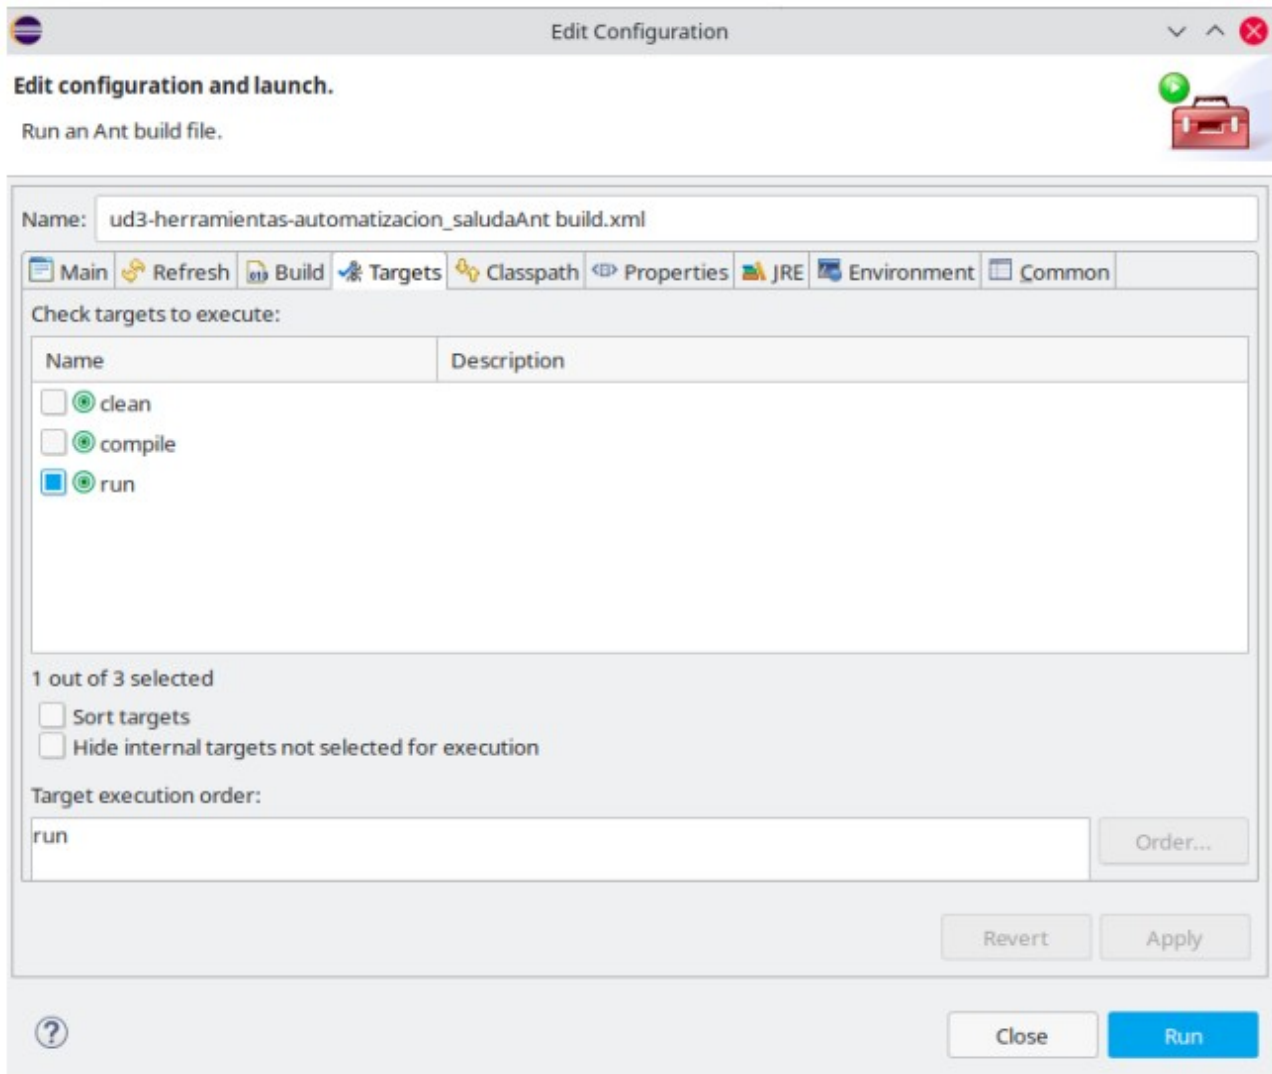 Edit Configuration
Edit configuration and launch.
Run an Ant build file.
Name: ud3-herramientas-automatizacion_saludaAnt build.xml
Main Refresh Build Targets Classpath Properties JRE Environment Common
Check targets to execute:
Name Description
clean
compile
run
1 out of 3 selected
Sort targets
Hide internal targets not selected for execution
Target execution order:
run
Order...
Revert Apply
Close Run